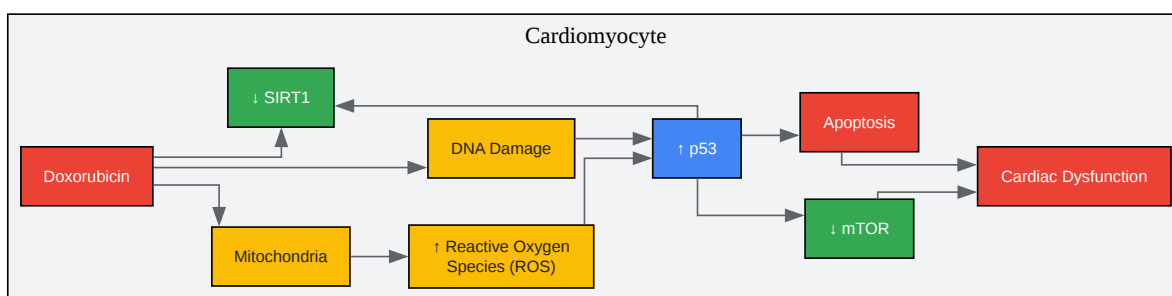 Cardiomyocyte
↓ SIRT1
Apoptosis
DNA Damage
↑ p53
Doxorubicin
Cardiac Dysfunction
↓ mTOR
Mitochondria
↑ Reactive Oxygen
Species (ROS)